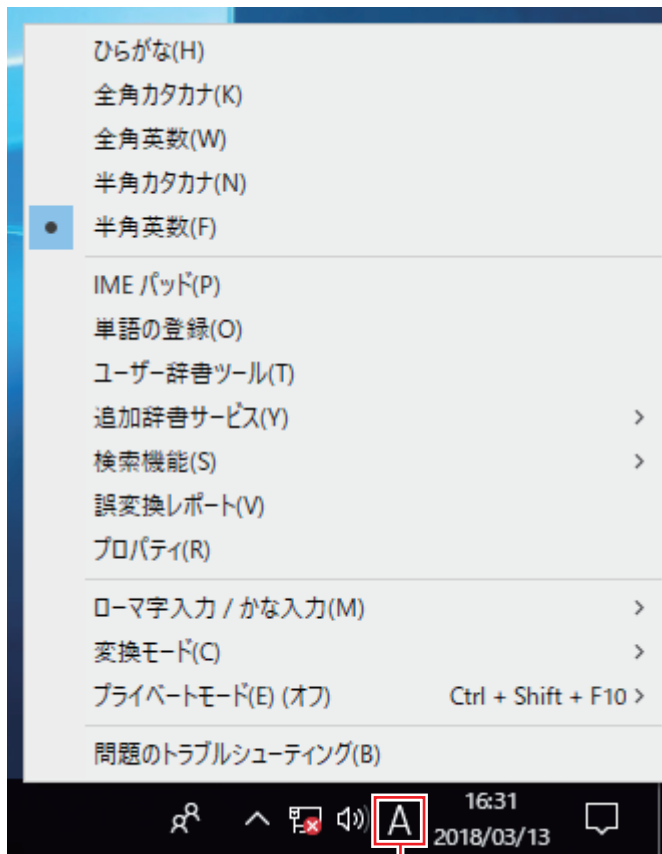 ひらがな(H)
全角カタカナ(K)
全角英数(W)
半角カタカナ(N)
半角英数(F)
IME パッド(P)
単語の登録(O)
ユーザー辞書ツール(T)
追加辞書サービス(Y)
検索機能(S)
誤変換レポート(V)
プロパティ(R)
ローマ字入力 / かな入力(M)
変換モード(C)
プライベートモード(E) (オフ) Ctrl + Shift + F10
問題のトラブルシューティング(B)
A
16:31
2018/03/13